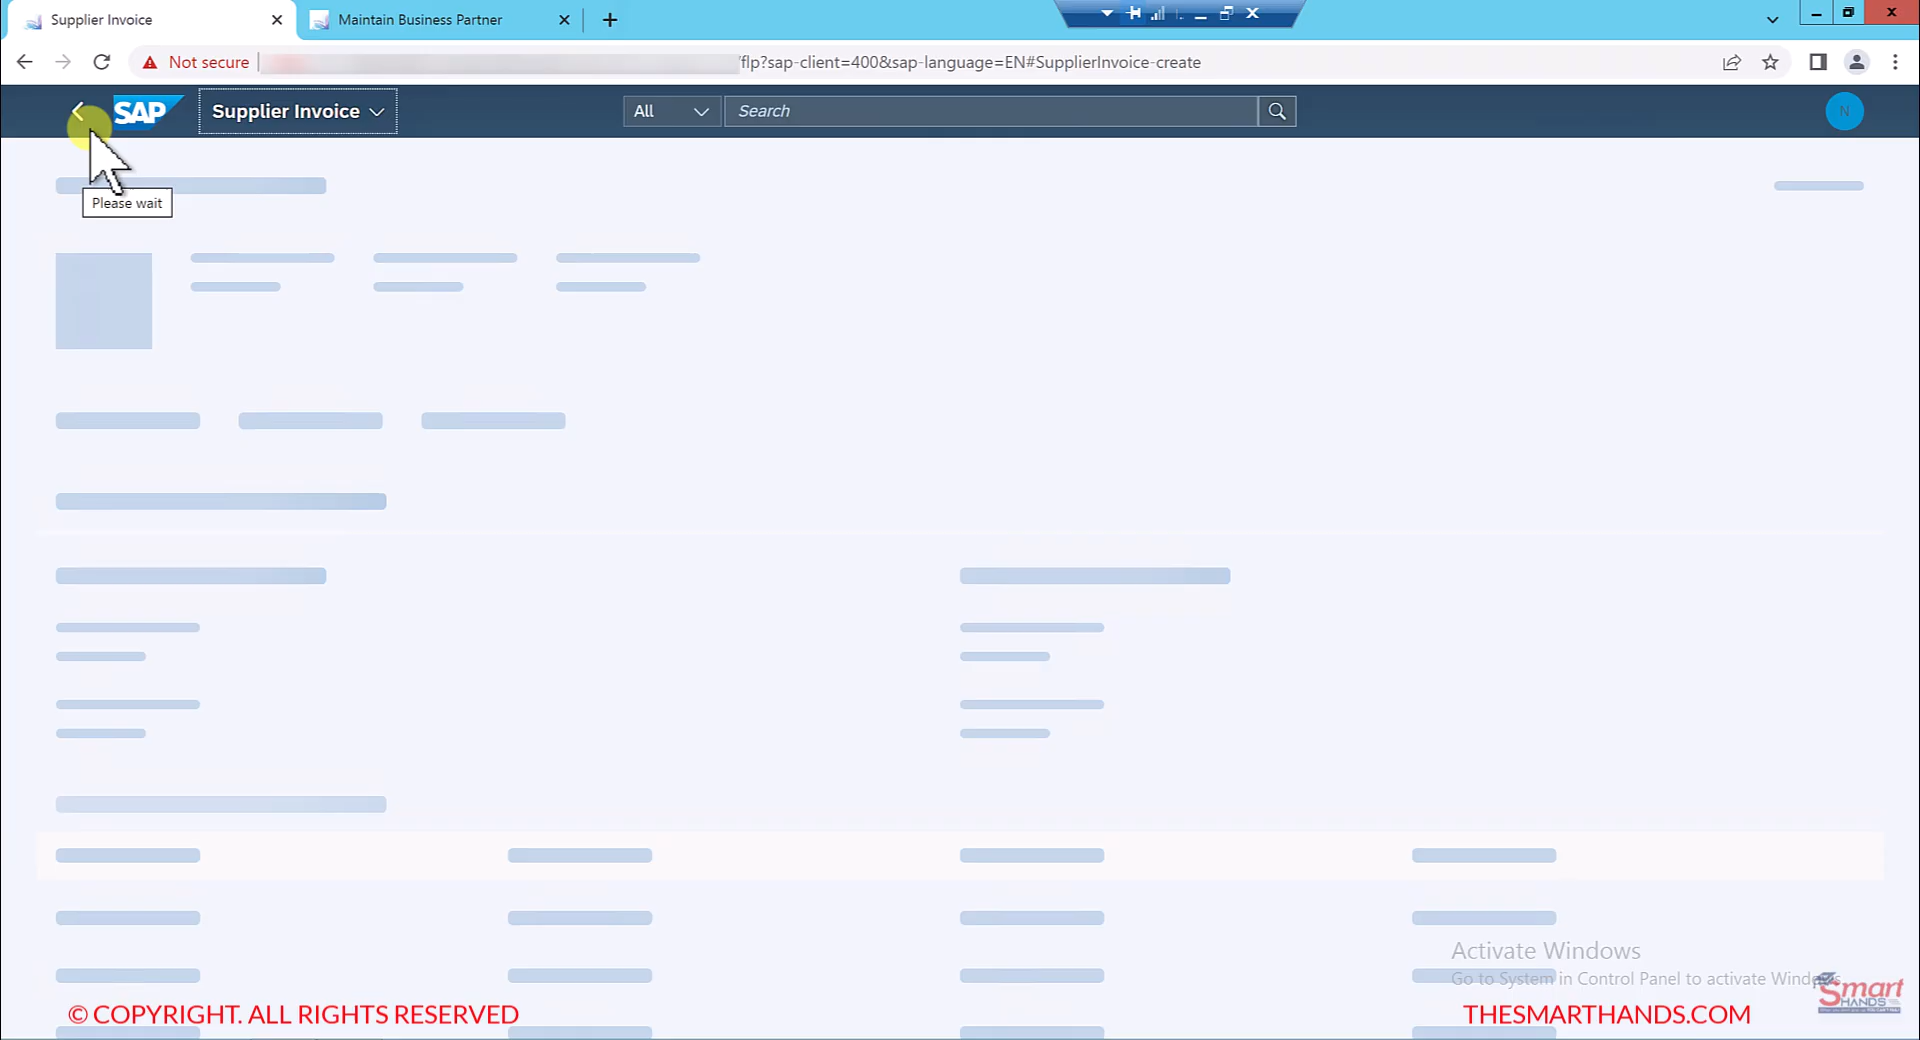 Supplier Invoice
Maintain Business Partner
Not secure
/flp?sap-client=400&sap-language=EN#SupplierInvoice-create
SAP
Supplier Invoice
All
Search
N
Please wait
Activate Windows
Go to System in Control Panel to activate Windows.
Smart
HANDS
© COPYRIGHT. ALL RIGHTS RESERVED
THESMARTHANDS.COM